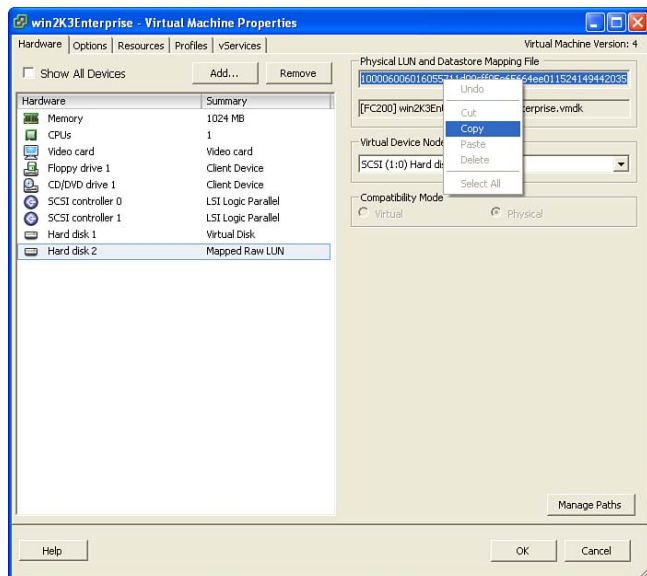 win2K3Enterprise - Virtual Machine Properties
Hardware Options Resources Profiles vServices
Virtual Machine Version: 4
Show All Devices
Add...
Remove
Hardware Summary
Memory 1024 MB
CPUs 1
Video card Video card
Floppy drive 1 Client Device
CD/DVD drive 1 Client Device
SCSI controller 0 LSI Logic Parallel
SCSI controller 1 LSI Logic Parallel
Hard disk 1 Virtual Disk
Hard disk 2 Mapped Raw LUN
Physical LUN and Datastore Mapping File
[FC200] win2K3En
erprise.vmdk
Undo
Cut
Copy
Paste
Delete
Select All
Virtual Device Node
SCSI (1:0) Hard di
Compatibility Mode
Virtual
Physical
Manage Paths
Help
OK
Cancel